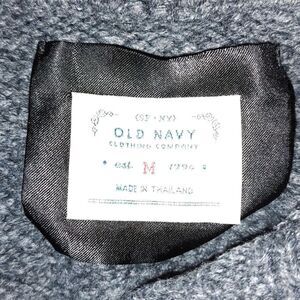 (SF • NY)
OLD NAVY
CLOTHING COMPANY
est. M 1994
MADE IN THAILAND